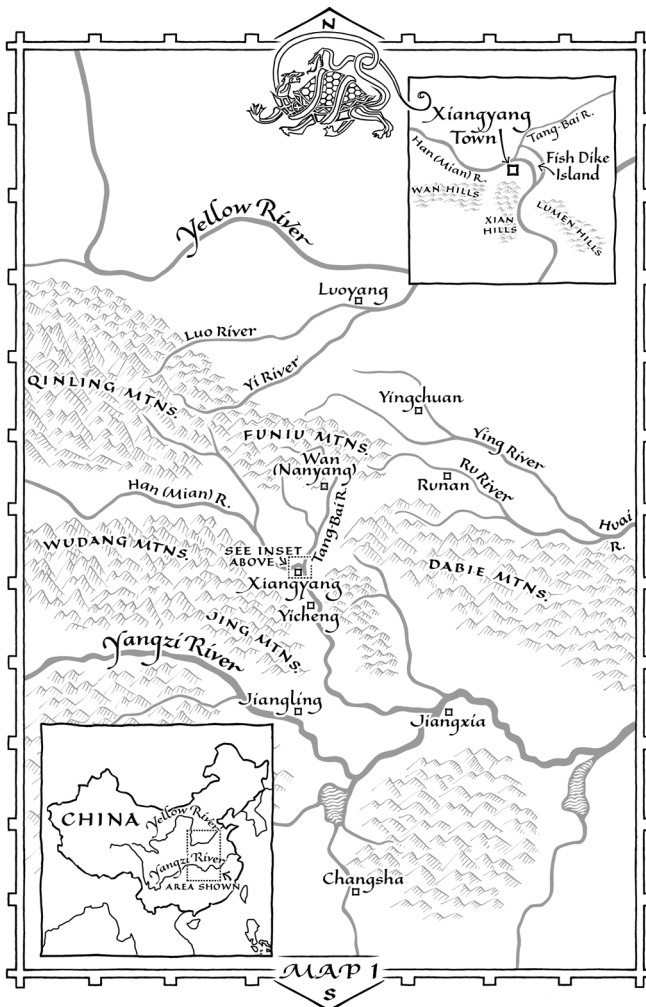 N
Xiangyang
Town
Tang-Bai R.
Han (Mian) R.
Fish Dike
Island
WAN HILLS
XIAN
HILLS
LUMEN HILLS
Yellow River
Luoyang
Luo River
Yi River
QINLING MTNS.
Yingchuan
FUNIU MTNS.
Ying River
Wan
(Nanyang)
Runan
Ru River
Han (Mian) R.
Tang-Bai R.
Huai
R.
WUDANG MTNS.
SEE INSET
ABOVE
DABIE MTNS.
Xiangyang
Yicheng
JING MTNS.
Yangzi River
Jiangling
Jiangxia
CHINA
Yellow River
Yangzi River
AREA SHOWN
Changsha
MAP 1
S